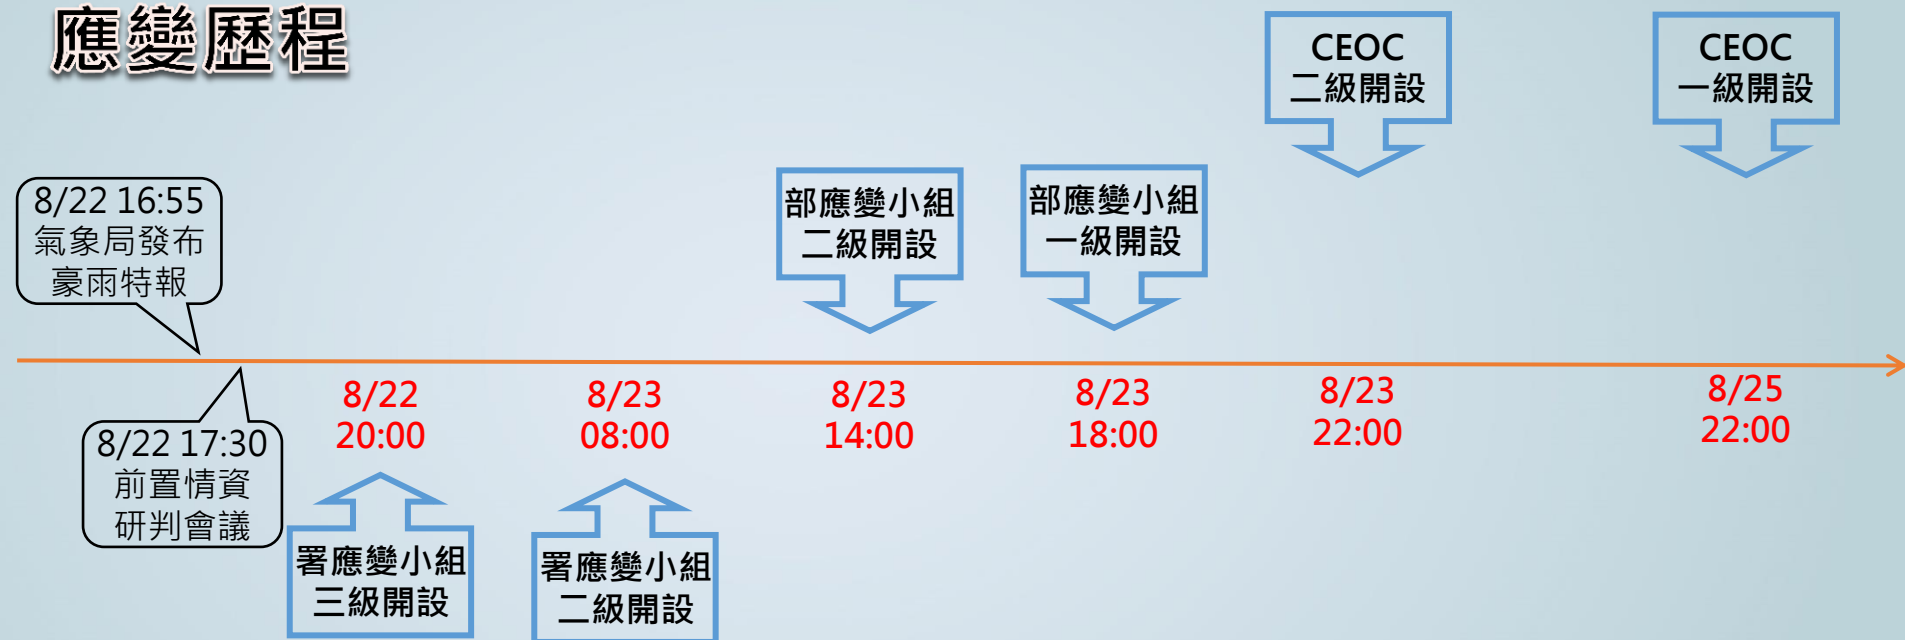 應變歷程
CEOC
二級開設
CEOC
一級開設
部應變小組
二級開設
部應變小組
一級開設
8/22 16:55
氣象局發布
豪雨特報
8/22
20:00
8/23
08:00
8/23
14:00
8/23
18:00
8/23
22:00
8/25
22:00
8/22 17:30
前置情資
研判會議
署應變小組
三級開設
署應變小組
二級開設